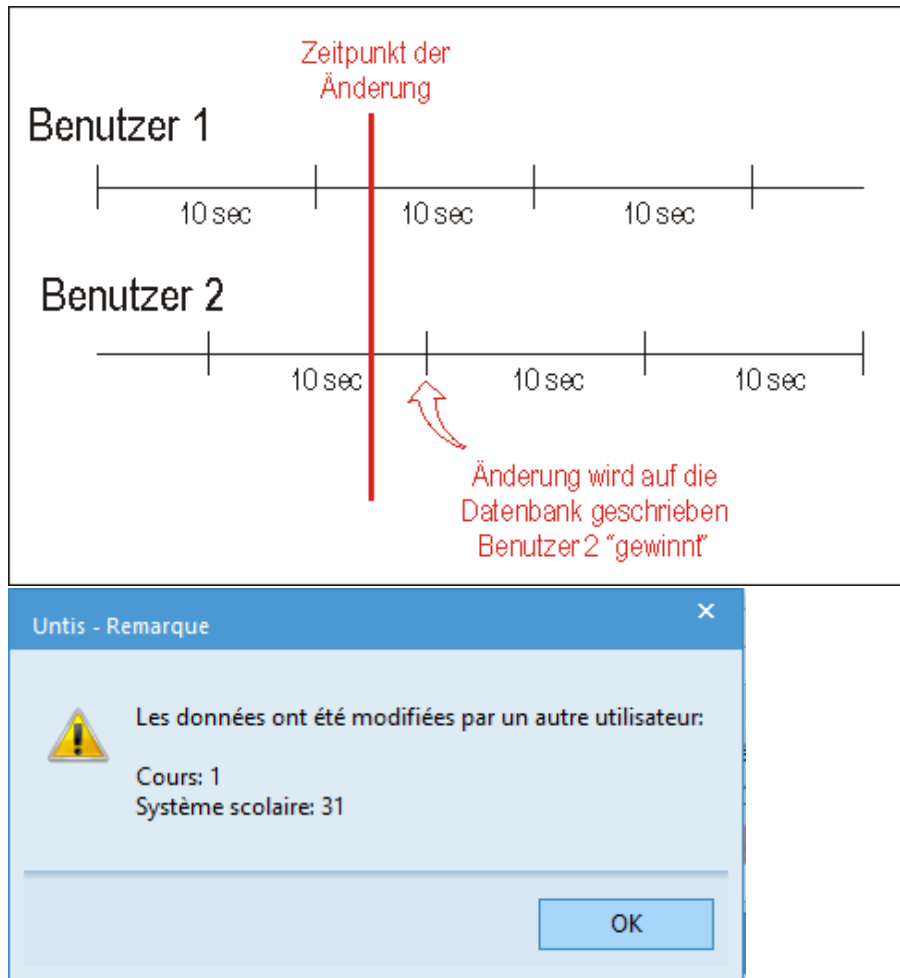 Zeitpunkt der
Änderung
Benutzer 1
10 sec
10 sec
10 sec
Benutzer 2
10 sec
10 sec
10 sec
Änderung wird auf die
Datenbank geschrieben
Benutzer 2 "gewinnt"
Untis - Remarque
Les données ont été modifiées par un autre utilisateur:
Cours: 1
Système scolaire: 31
OK